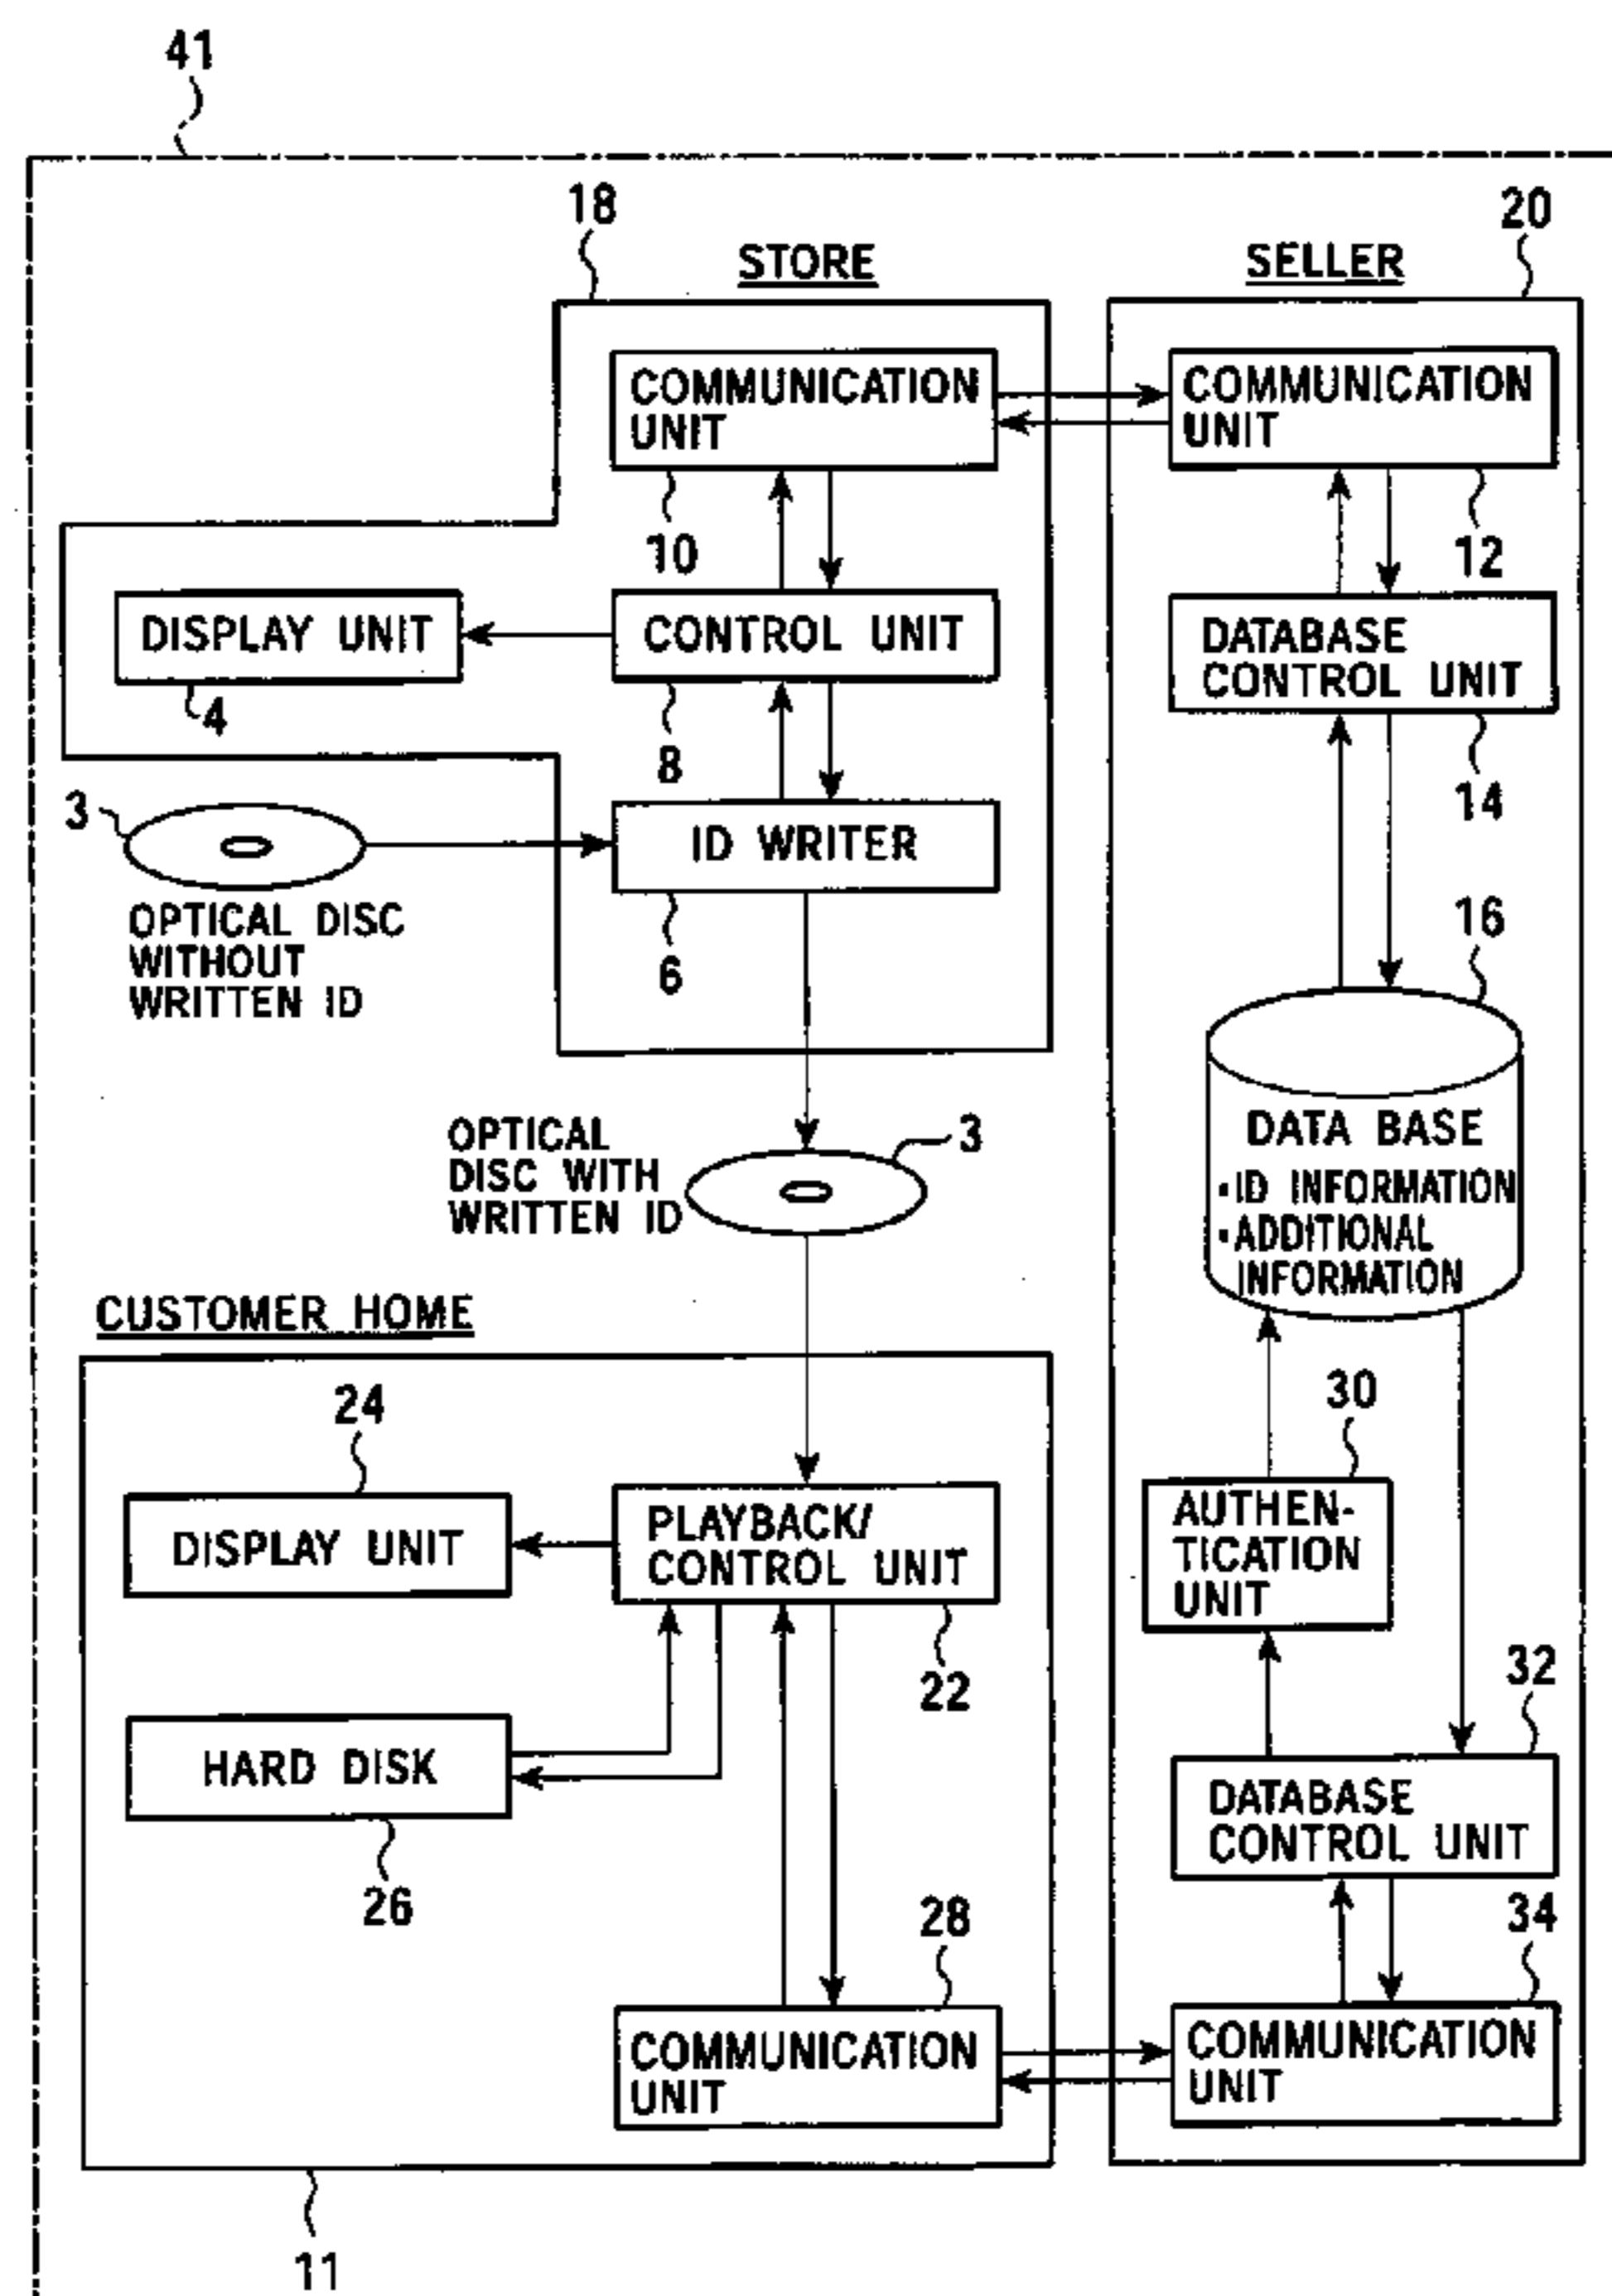 41
18
20
STORE
SELLER
COMMUNICATION
UNIT
COMMUNICATION
UNIT
10
12
DISPLAY UNIT
CONTROL UNIT
DATABASE
CONTROL UNIT
4
8
14
3
ID WRITER
OPTICAL DISC
WITHOUT
WRITTEN ID
6
16
OPTICAL
DISC WITH
WRITTEN ID
3
DATA BASE
•ID INFORMATION
•ADDITIONAL
INFORMATION
CUSTOMER HOME
24
30
DISPLAY UNIT
PLAYBACK/
CONTROL UNIT
AUTHEN-
TICATION
UNIT
22
32
HARD DISK
DATABASE
CONTROL UNIT
26
28
34
COMMUNICATION
UNIT
COMMUNICATION
UNIT
11